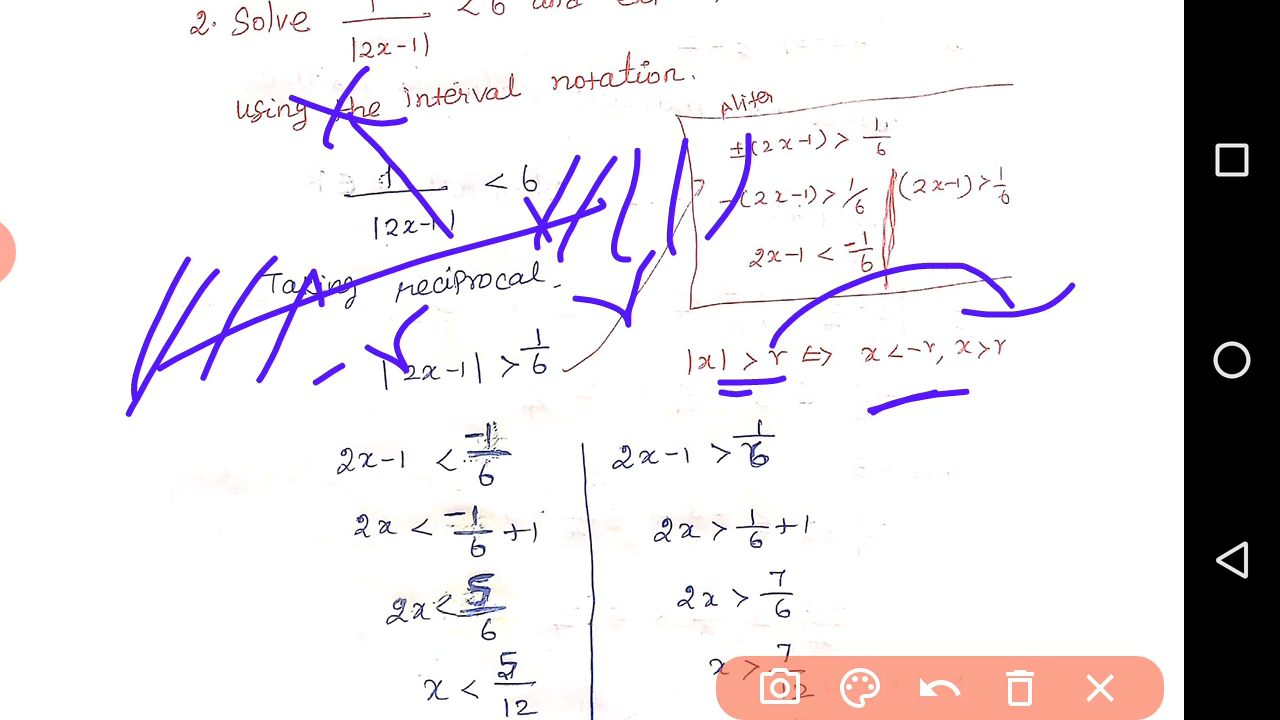 2. Solve 1/|2x-1| < 6 and
using the interval notation.
1/|2x-1| < 6
Taking reciprocal.
|2x-1| > 1/6
Aliter
±(2x-1) > 1/6
-(2x-1) > 1/6 | (2x-1) > 1/6
2x-1 < -1/6
|x| > r ⇔ x < -r, x > r
2x-1 < -1/6 | 2x-1 > 1/6
2x < -1/6 + 1 | 2x > 1/6 + 1
2x < 5/6 | 2x > 7/6
x < 5/12 | x > 7/12